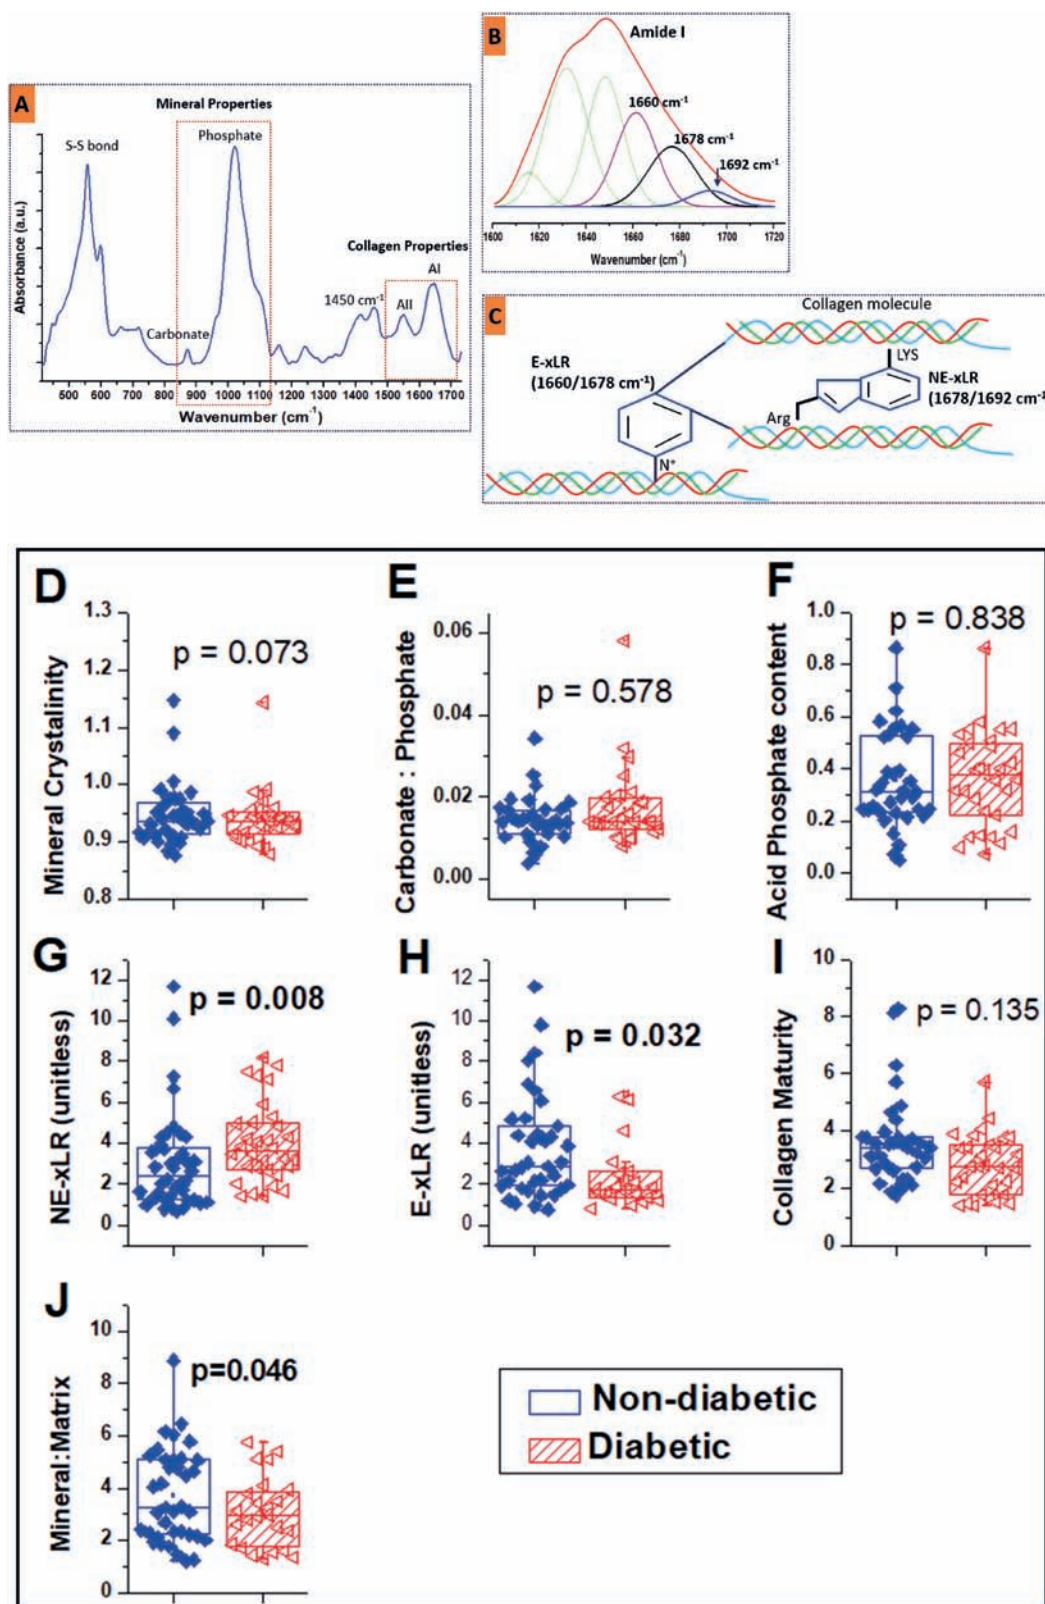 A
Mineral Properties
S-S bond
Phosphate
Collagen Properties
AI
1450 cm⁻¹
AII
Carbonate
Absorbance (a.u.)
500 600 700 800 900 1000 1100 1200 1300 1400 1500 1600 1700
Wavenumber (cm⁻¹)
B
Amide I
1660 cm⁻¹
1678 cm⁻¹
1692 cm⁻¹
1600 1620 1640 1660 1680 1700 1720
Wavenumber (cm⁻¹)
C
Collagen molecule
E-xLR
(1660/1678 cm⁻¹)
LYS
NE-xLR
(1678/1692 cm⁻¹
Arg
N⁺
D
1.3
1.2
1.1
1.0
0.9
0.8
Mineral Crystalinity
p = 0.073
E
0.06
0.04
0.02
0.00
Carbonate : Phosphate
p = 0.578
F
1.0
0.8
0.6
0.4
0.2
0.0
Acid Phosphate content
p = 0.838
G
12
10
8
6
4
2
0
NE-xLR (unitless)
p = 0.008
H
12
10
8
6
4
2
0
E-xLR (unitless)
p = 0.032
I
10
8
6
4
2
0
Collagen Maturity
p = 0.135
J
10
8
6
4
2
0
Mineral:Matrix
p=0.046
Non-diabetic
Diabetic